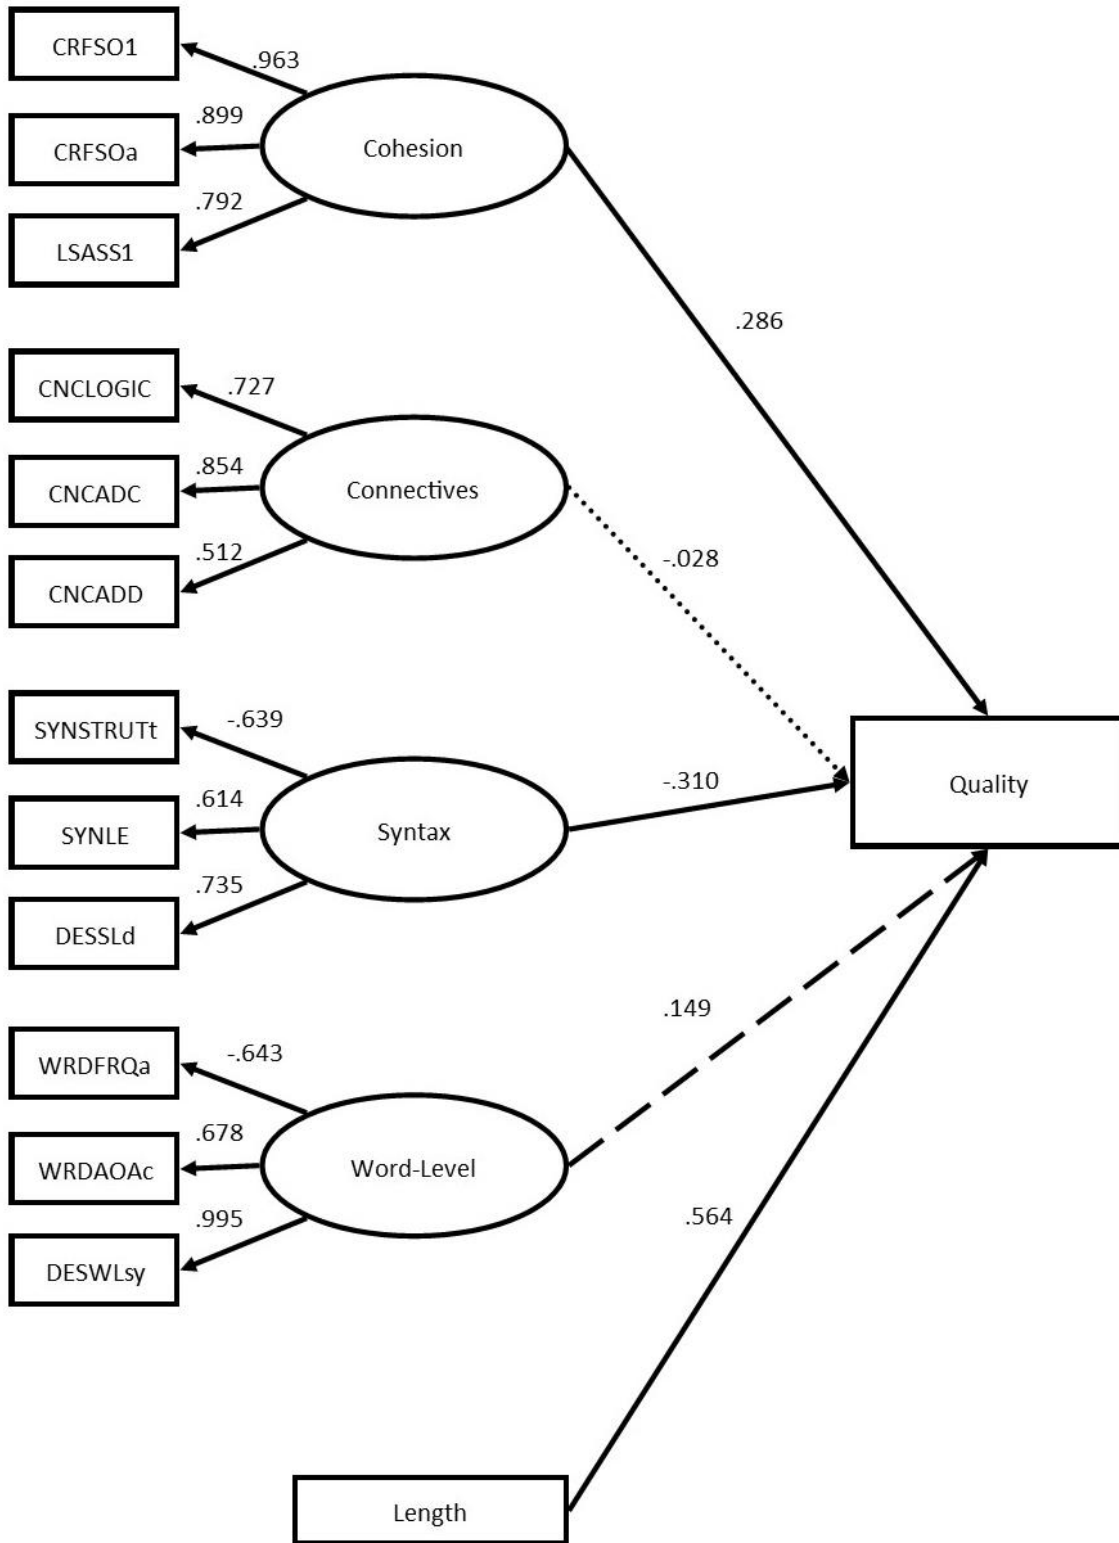 CRFSO1
.963
.899
CRFSOa
Cohesion
.792
LSASS1
.286
CNCLOGIC
.727
.854
CNCADC
Connectives
.512
CNCADD
-.028
SYNSTRUTt
-.639
.614
SYNLE
Syntax
-.310
Quality
.735
DESSLd
WRDFRQa
-.643
.149
.678
WRDAOAc
Word-Level
.995
DESWLsy
.564
Length